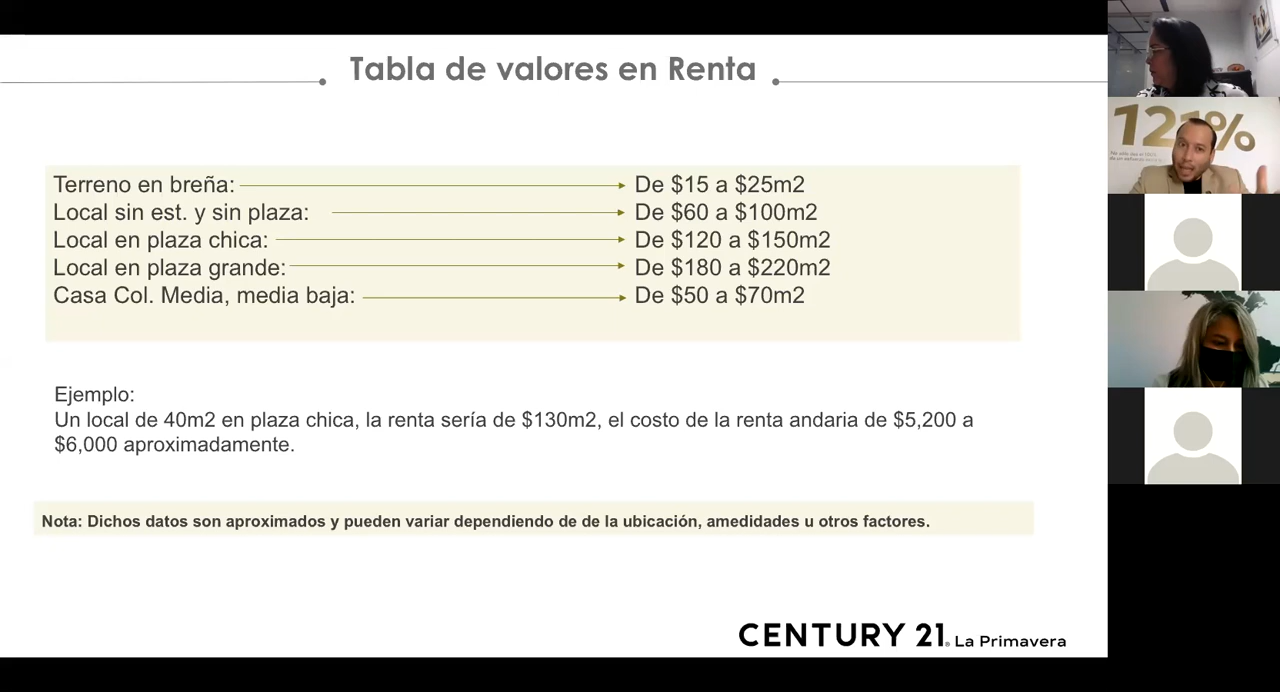 Tabla de valores en Renta
Terreno en breña: De $15 a $25m2
Local sin est. y sin plaza: De $60 a $100m2
Local en plaza chica: De $120 a $150m2
Local en plaza grande: De $180 a $220m2
Casa Col. Media, media baja: De $50 a $70m2
Ejemplo:
Un local de 40m2 en plaza chica, la renta sería de $130m2, el costo de la renta andaria de $5,200 a
$6,000 aproximadamente.
Nota: Dichos datos son aproximados y pueden variar dependiendo de de la ubicación, amedidades u otros factores.
CENTURY 21® La Primavera
121%